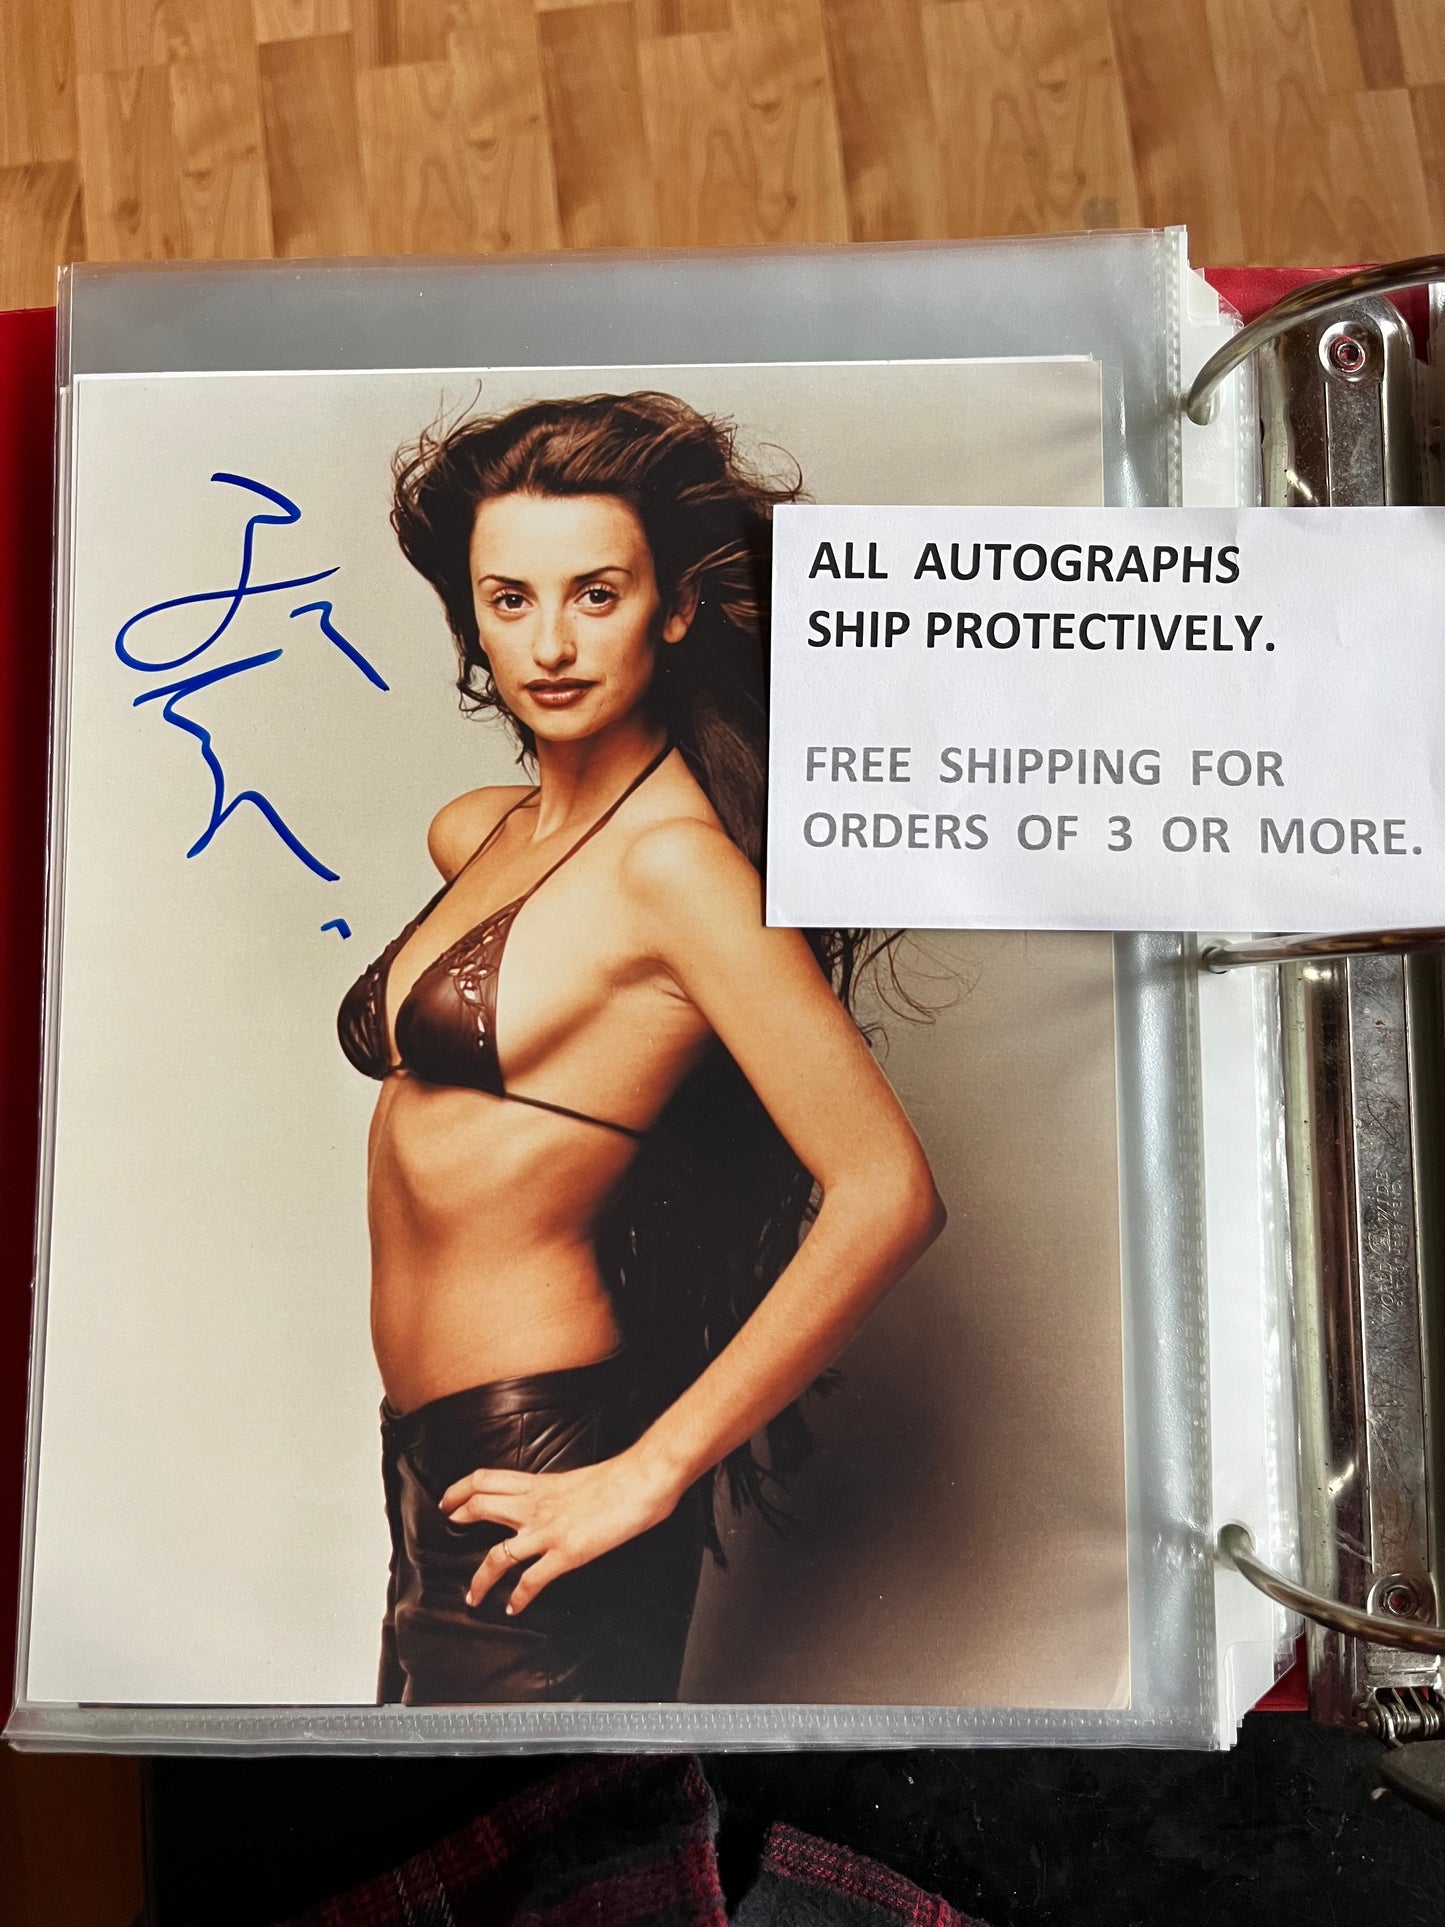 ALL AUTOGRAPHS
SHIP PROTECTIVELY.
FREE SHIPPING FOR
ORDERS OF 3 OR MORE.